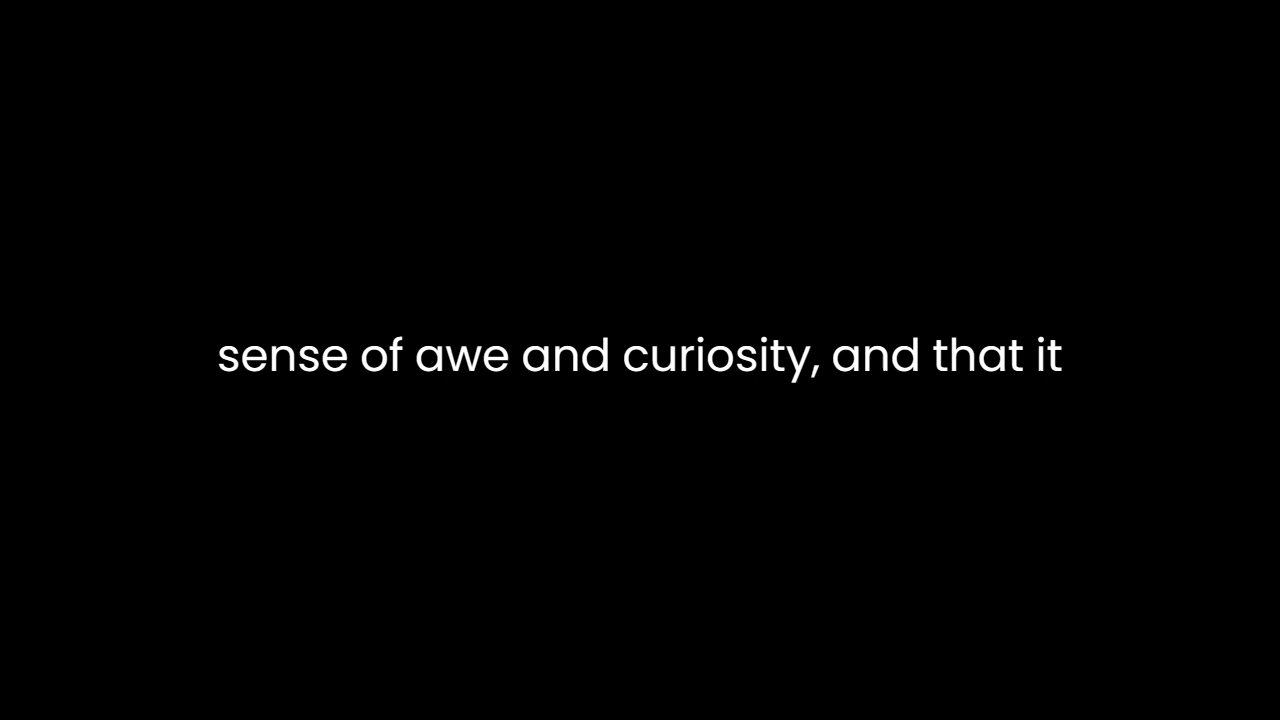 sense of awe and curiosity, and that it